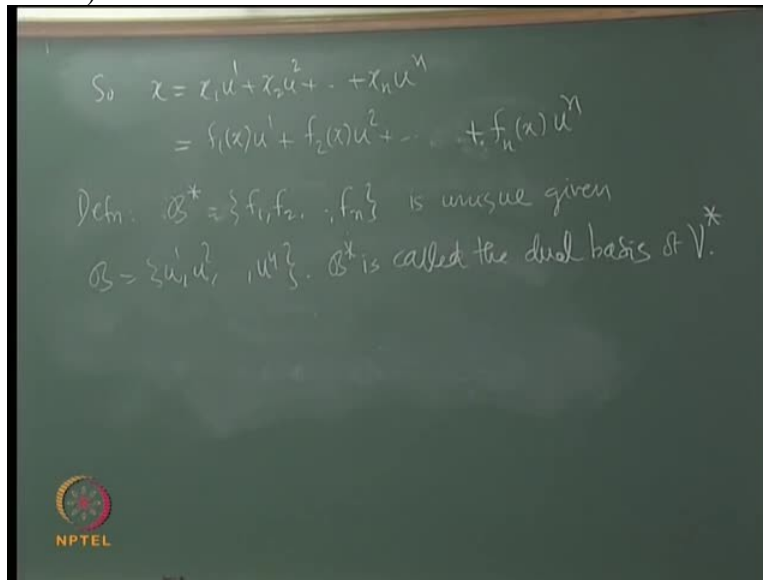 So x = x₁u¹ + x₂u² + .. + xₙuⁿ
= f₁(x)u¹ + f₂(x)u² + -.. +. fₙ(x)uⁿ
Defn: 𝔅* = {f₁, f₂, ., fₙ} is unique given
𝔅 = {u¹, u², , uⁿ}. 𝔅* is called the dual basis of V*.
NPTEL